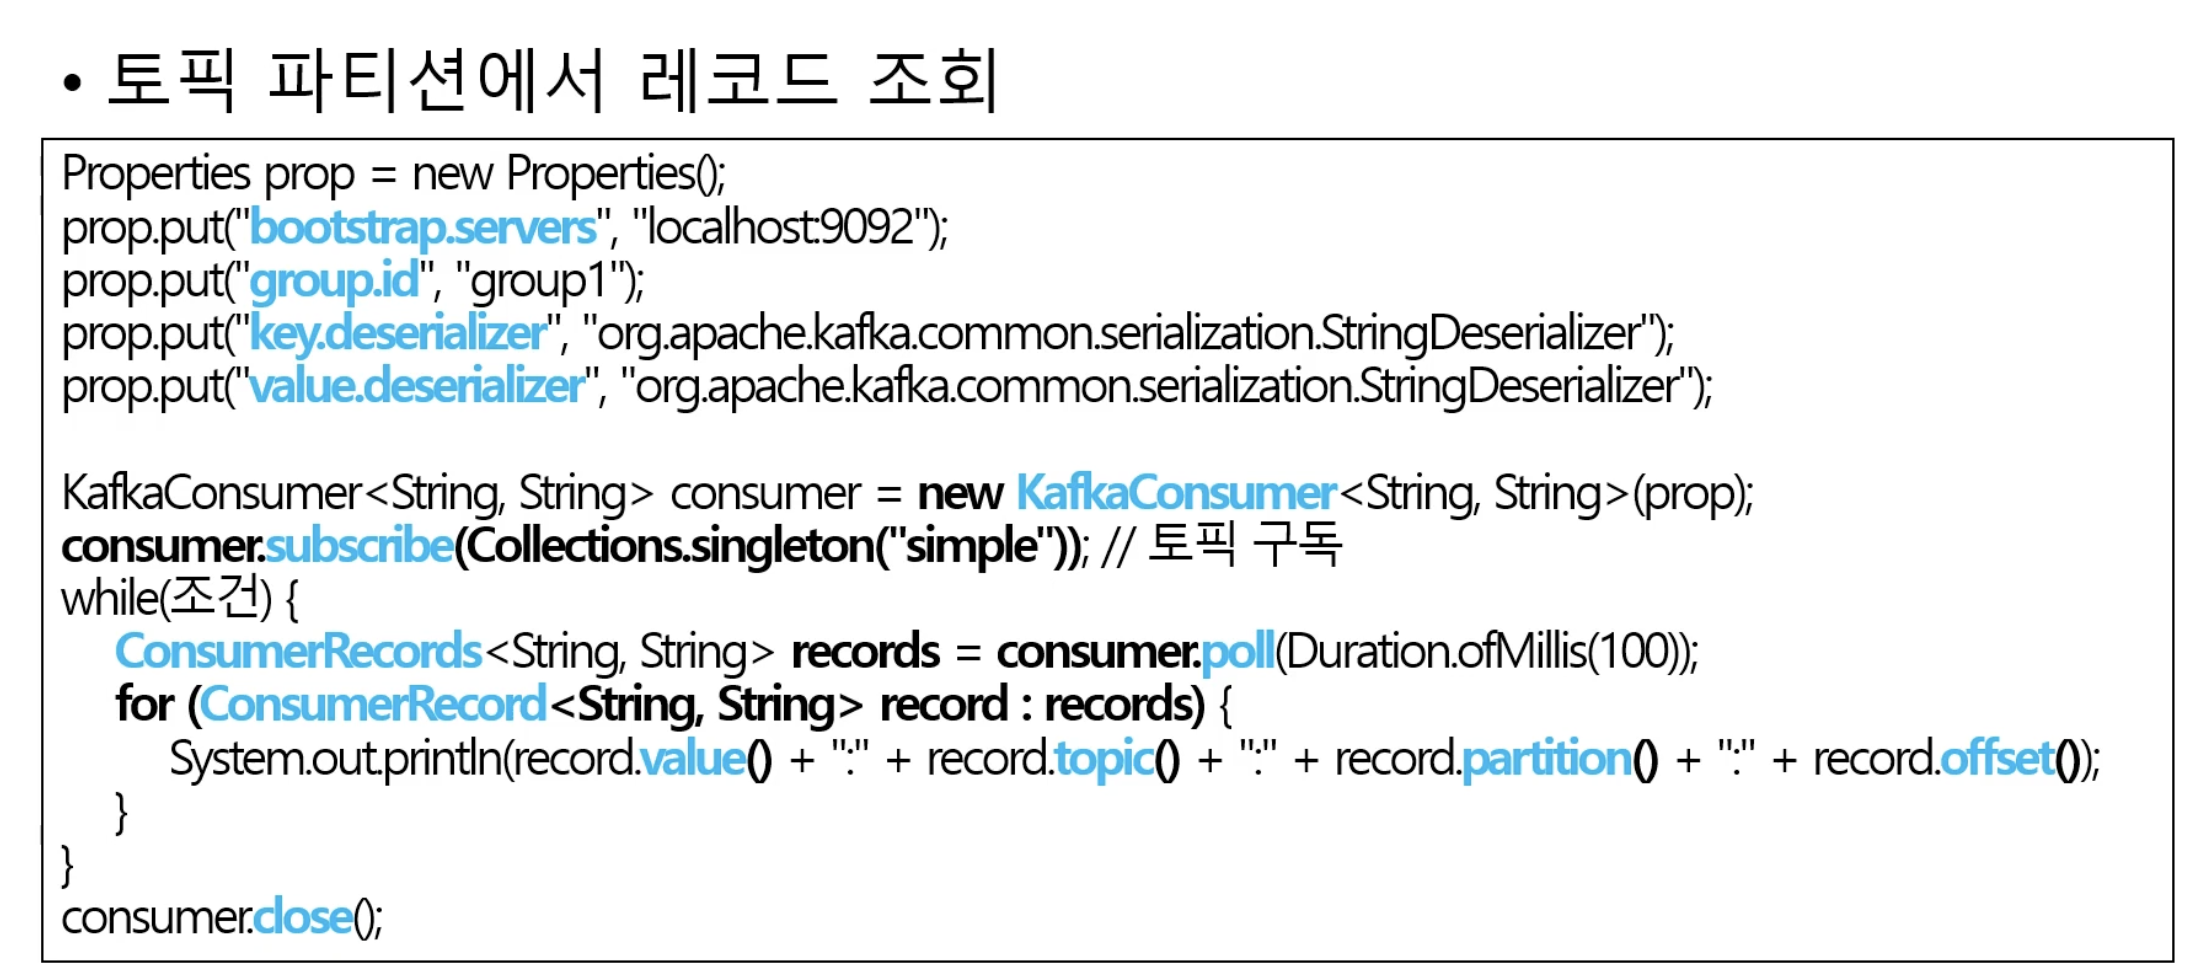 • 토픽 파티션에서 레코드 조회
Properties prop = new Properties();
prop.put("bootstrap.servers", "localhost:9092");
prop.put("group.id", "group1");
prop.put("key.deserializer", "org.apache.kafka.common.serialization.StringDeserializer");
prop.put("value.deserializer", "org.apache.kafka.common.serialization.StringDeserializer");
KafkaConsumer<String, String> consumer = new KafkaConsumer<String, String>(prop);
consumer.subscribe(Collections.singleton("simple")); // 토픽 구독
while(조건) {
ConsumerRecords<String, String> records = consumer.poll(Duration.ofMillis(100));
for (ConsumerRecord<String, String> record : records) {
System.out.println(record.value() + ":" + record.topic() + ":" + record.partition() + ":" + record.offset());
}
}
consumer.close();